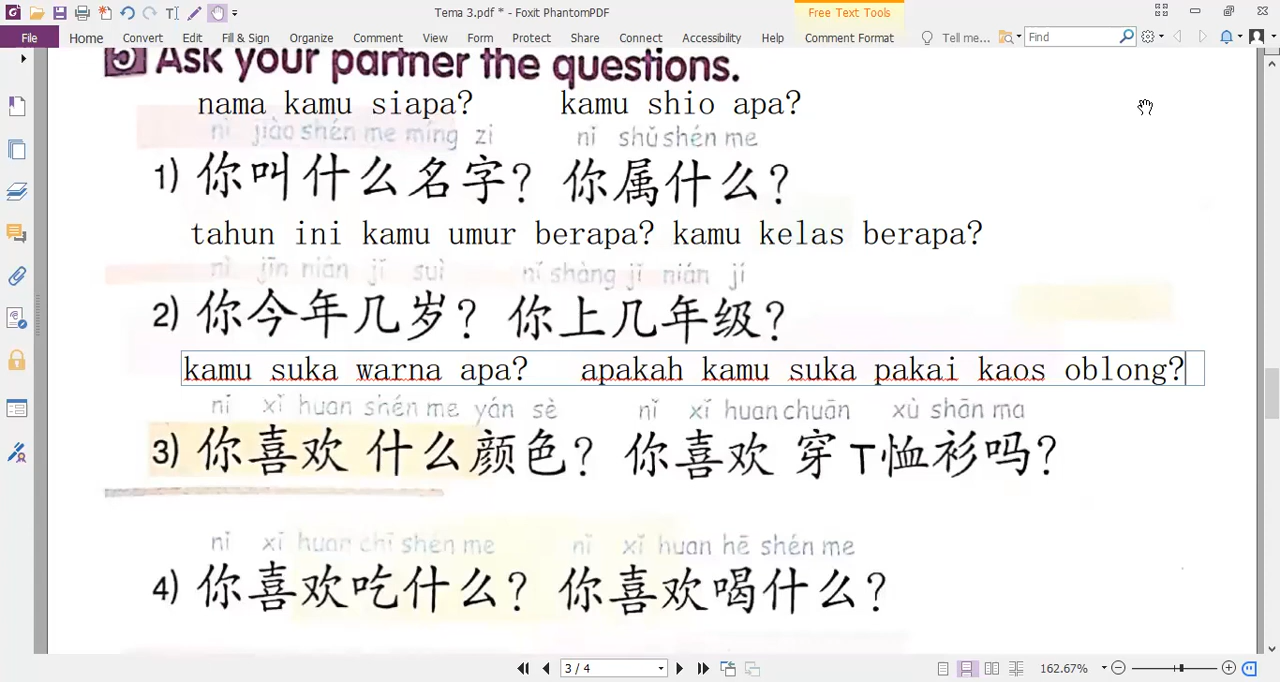 Tema 3.pdf * - Foxit PhantomPDF
Free Text Tools
File Home Convert Edit Fill & Sign Organize Comment View Form Protect Share Connect Accessibility Help Comment Format Tell me... Find
5 Ask your partner the questions.
nama kamu siapa? kamu shio apa?
nǐ jiào shén me míng zi nǐ shǔ shén me
1) 你叫什么名字? 你属什么?
tahun ini kamu umur berapa? kamu kelas berapa?
nǐ jīn nián jǐ suì nǐ shàng jǐ nián jí
2) 你今年几岁? 你上几年级?
kamu suka warna apa? apakah kamu suka pakai kaos oblong?
nǐ xǐ huan shén me yán sè nǐ xǐ huan chuān xù shān ma
3) 你喜欢 什么颜色? 你喜欢 穿 T恤衫吗?
nǐ xǐ huan chī shén me nǐ xǐ huan hē shén me
4) 你喜欢吃什么? 你喜欢喝什么?
3 / 4
162.67%